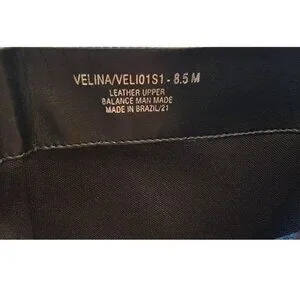 VELINA/VELI01S1 - 8.5 M
LEATHER UPPER
BALANCE MAN MADE
MADE IN BRAZIL/21